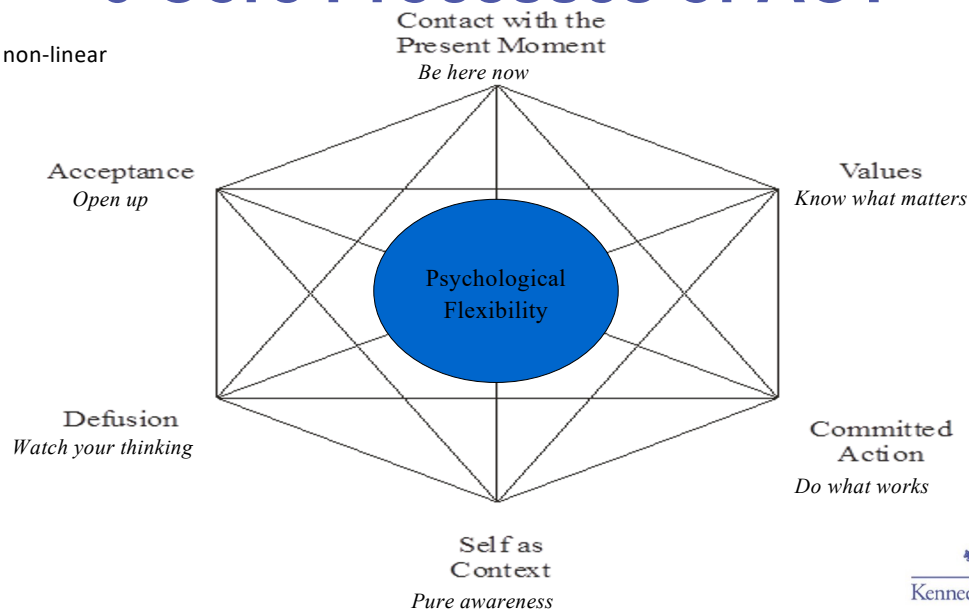 Contact with the
Present Moment
Be here now
non-linear
Acceptance
Open up
Values
Know what matters
Psychological
Flexibility
Defusion
Watch your thinking
Committed
Action
Do what works
Self as
Context
Pure awareness